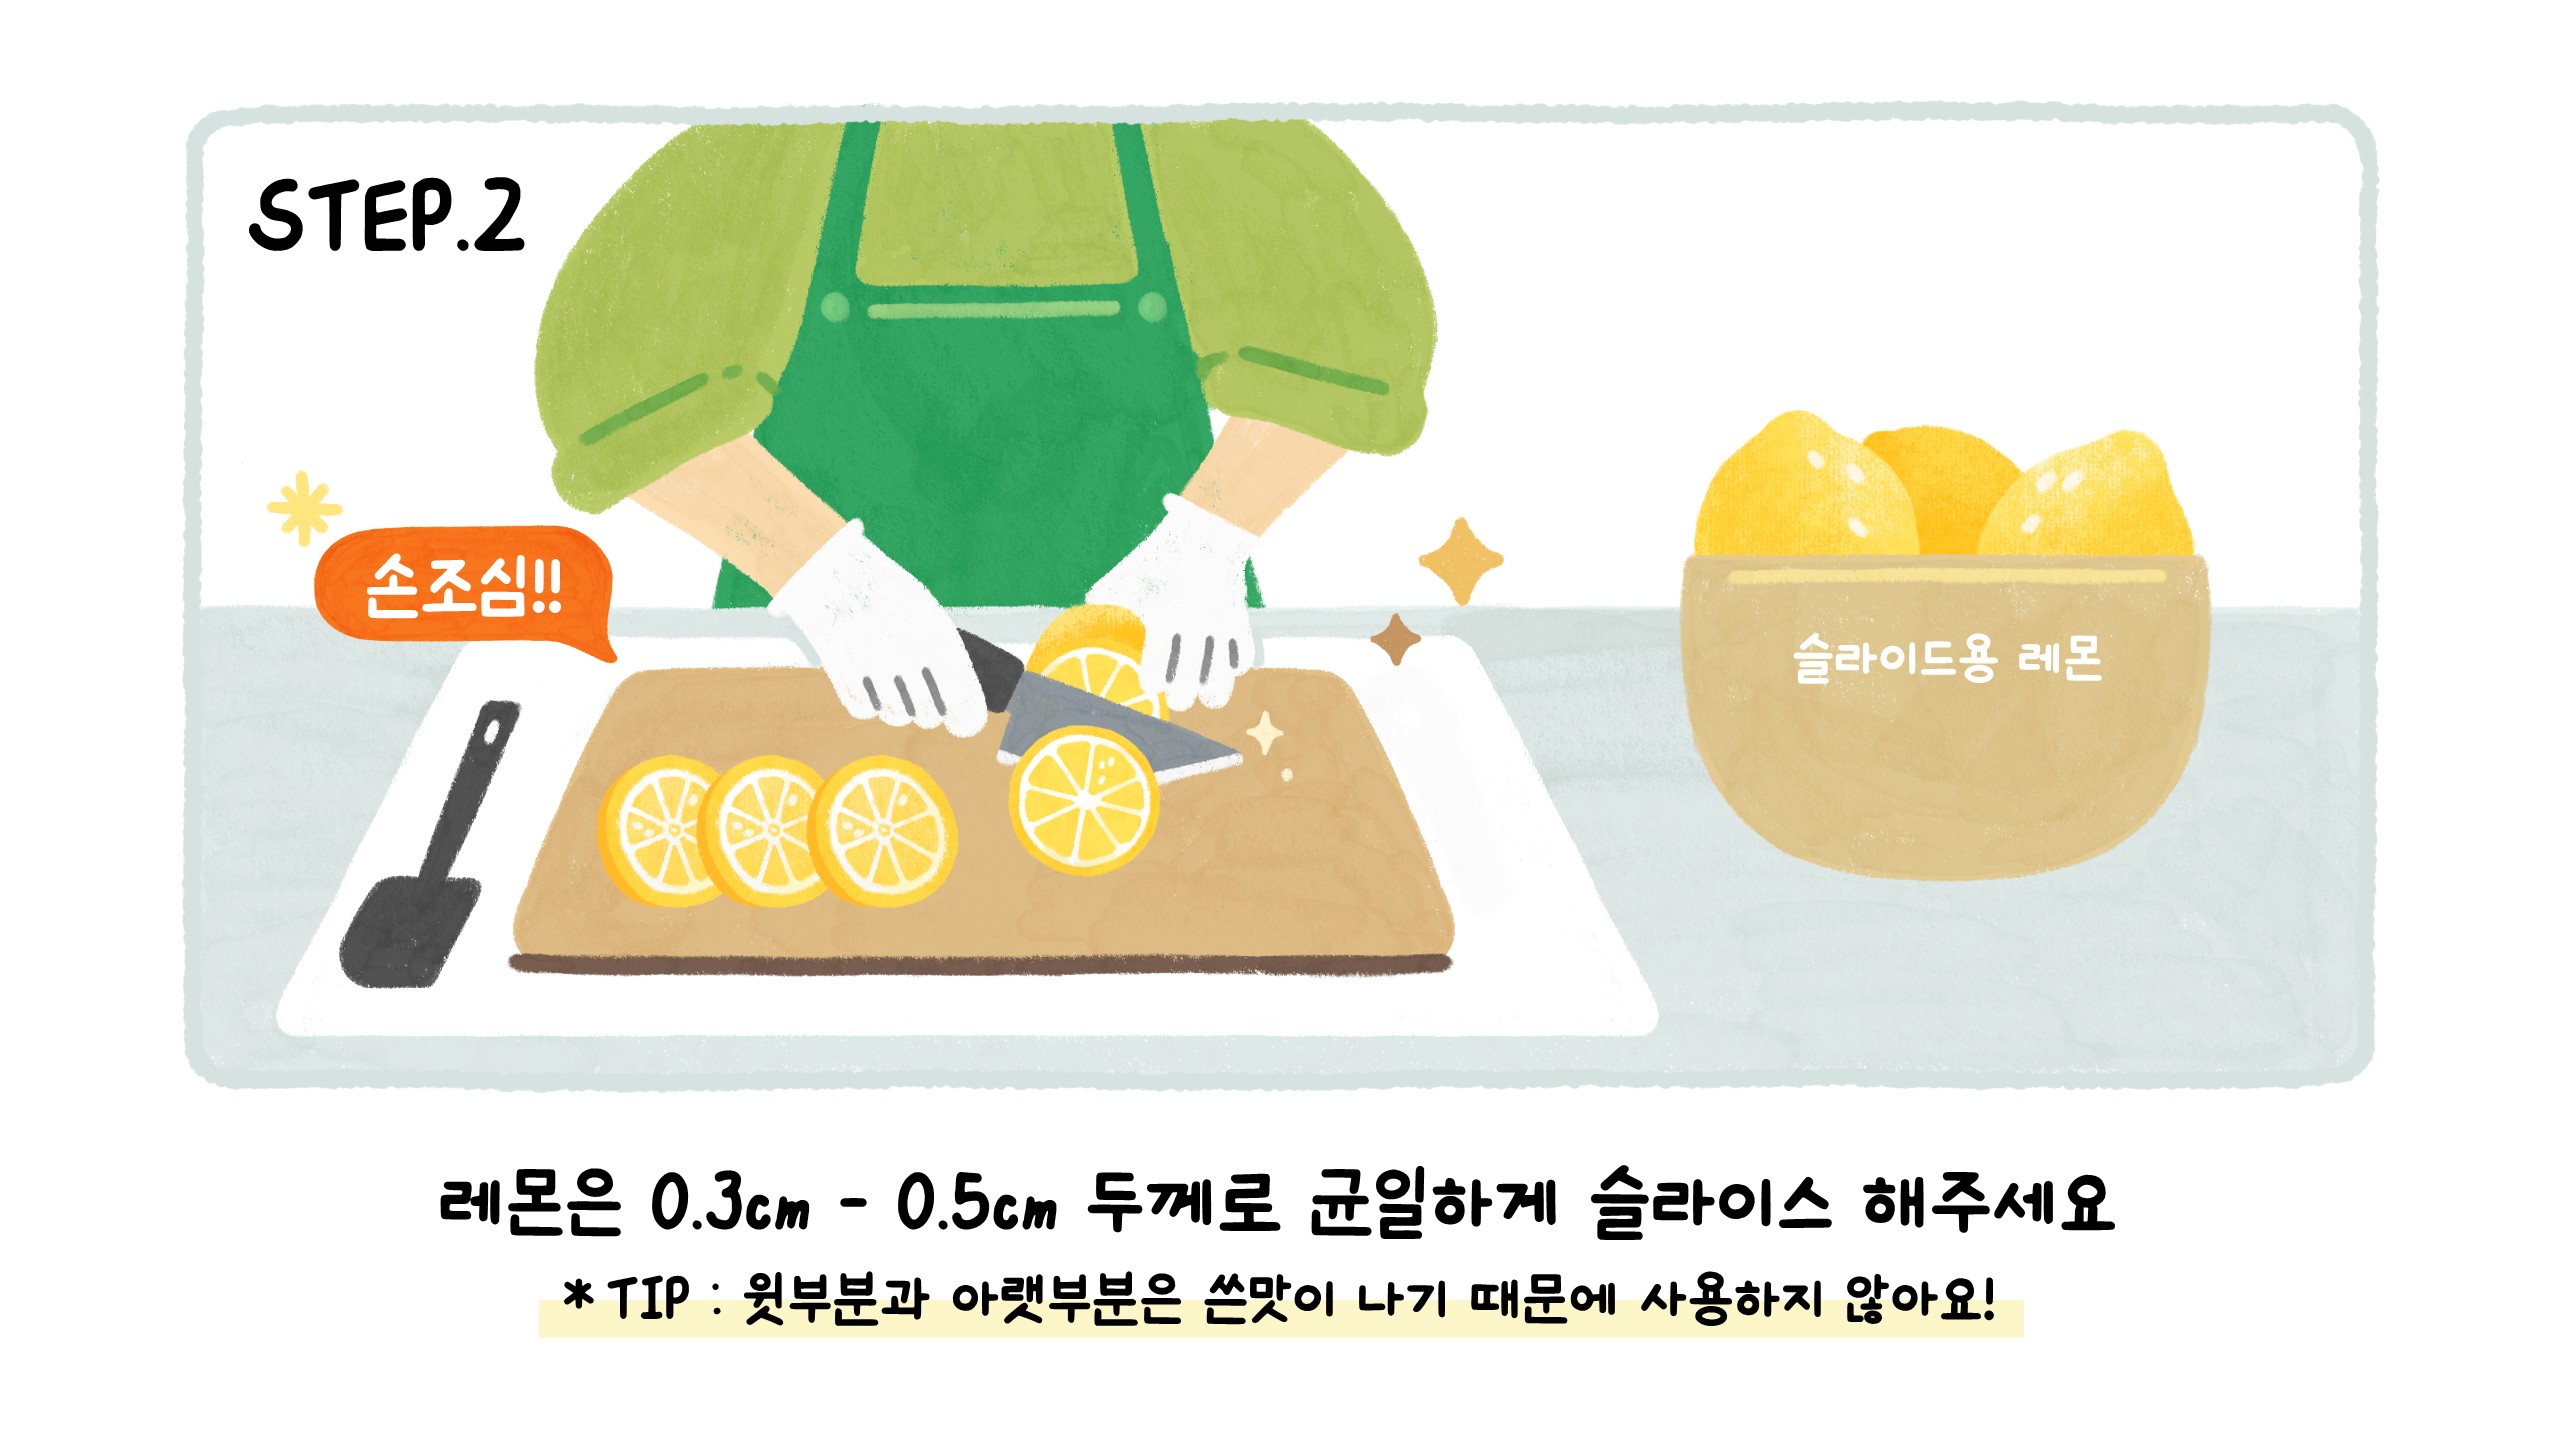 STEP.2
손조심!!
슬라이드용 레몬
레몬은 0.3cm - 0.5cm 두께로 균일하게 슬라이스 해주세요
* TIP : 윗부분과 아랫부분은 쓴맛이 나기 때문에 사용하지 않아요!